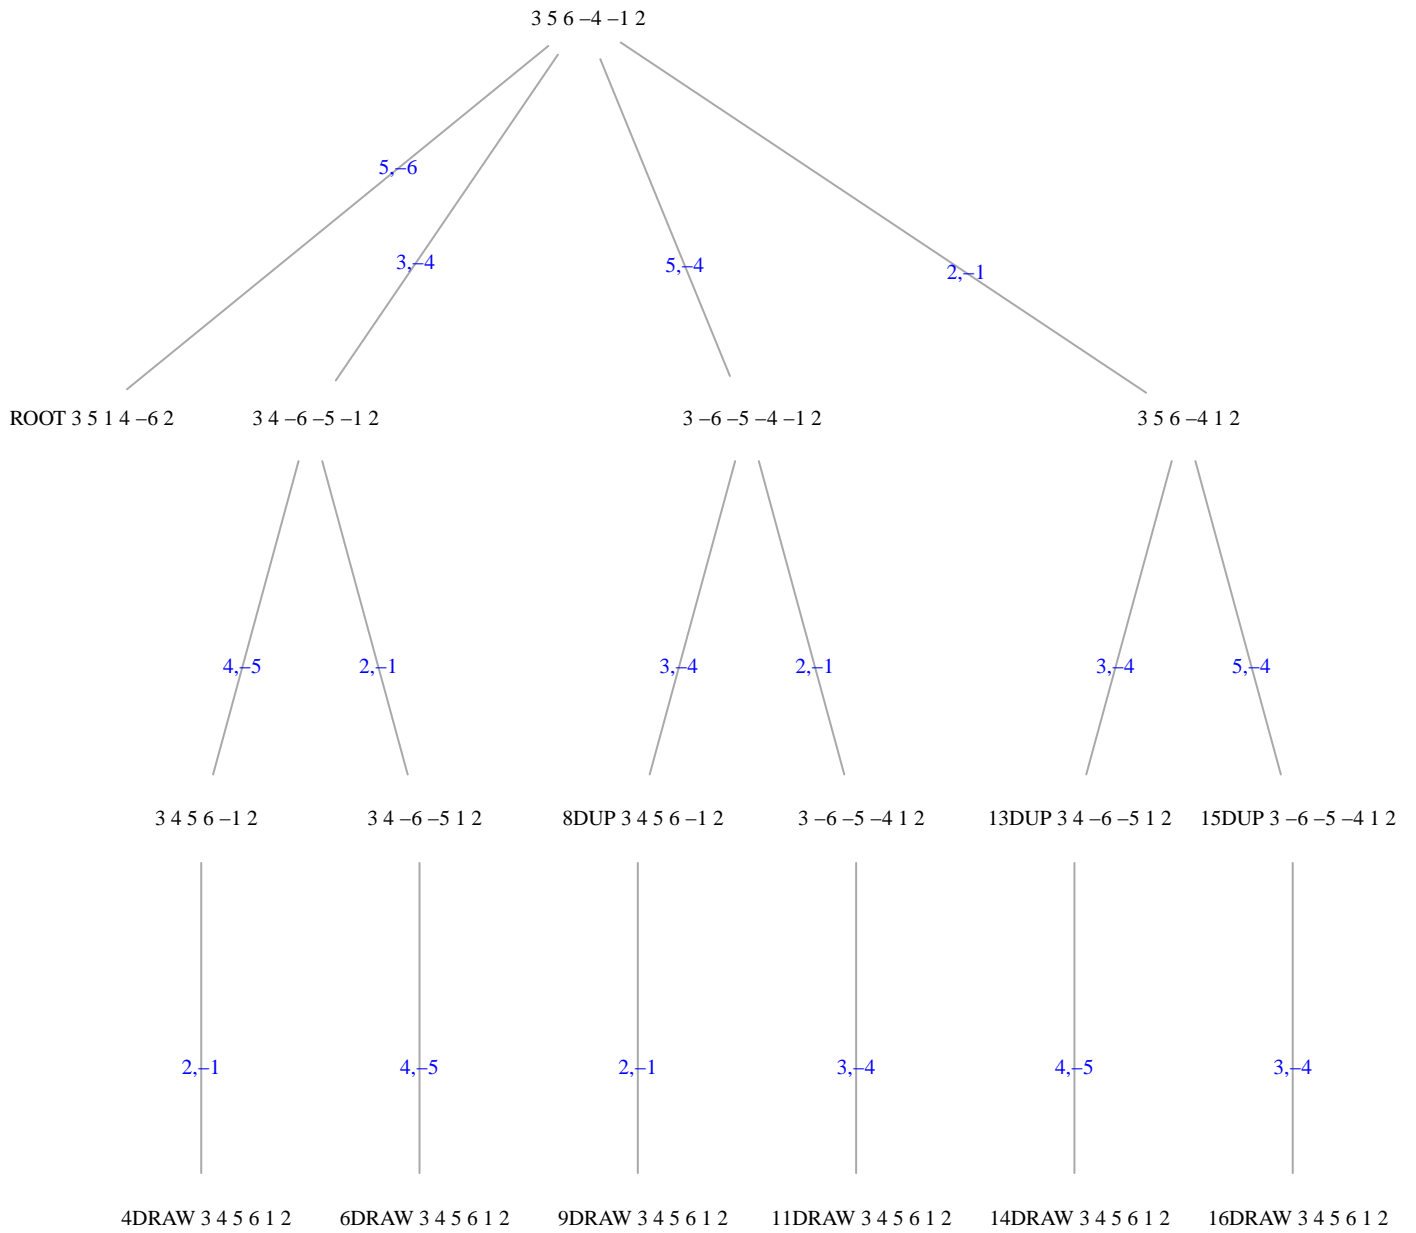 3 5 6 –4 –1 2
5,–6
3,–4
5,–4
2,–1
ROOT 3 5 1 4 –6 2
3 4 –6 –5 –1 2
3 –6 –5 –4 –1 2
3 5 6 –4 1 2
4,–5
2,–1
3,–4
2,–1
3,–4
5,–4
3 4 5 6 –1 2
3 4 –6 –5 1 2
8DUP 3 4 5 6 –1 2
3 –6 –5 –4 1 2
13DUP 3 4 –6 –5 1 2
15DUP 3 –6 –5 –4 1 2
2,–1
4,–5
2,–1
3,–4
4,–5
3,–4
4DRAW 3 4 5 6 1 2
6DRAW 3 4 5 6 1 2
9DRAW 3 4 5 6 1 2
11DRAW 3 4 5 6 1 2
14DRAW 3 4 5 6 1 2
16DRAW 3 4 5 6 1 2